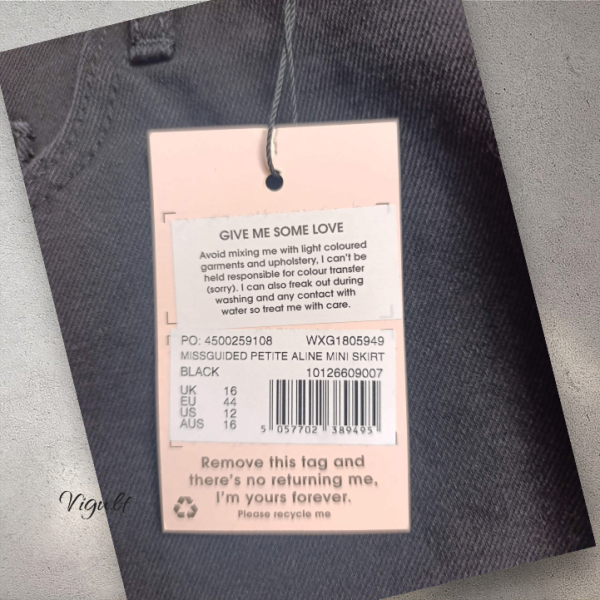 GIVE ME SOME LOVE
Avoid mixing me with light coloured
garments and upholstery, I can't be
held responsible for colour transfer
(sorry). I can also freak out during
washing and any contact with
water so treat me with care.
PO: 4500259108 WXG1805949
MISSGUIDED PETITE ALINE MINI SKIRT
BLACK 10126609007
UK 16
EU 44
US 12
AUS 16
5 057702 389495
Remove this tag and
there's no returning me,
I'm yours forever.
Please recycle me
Vigult